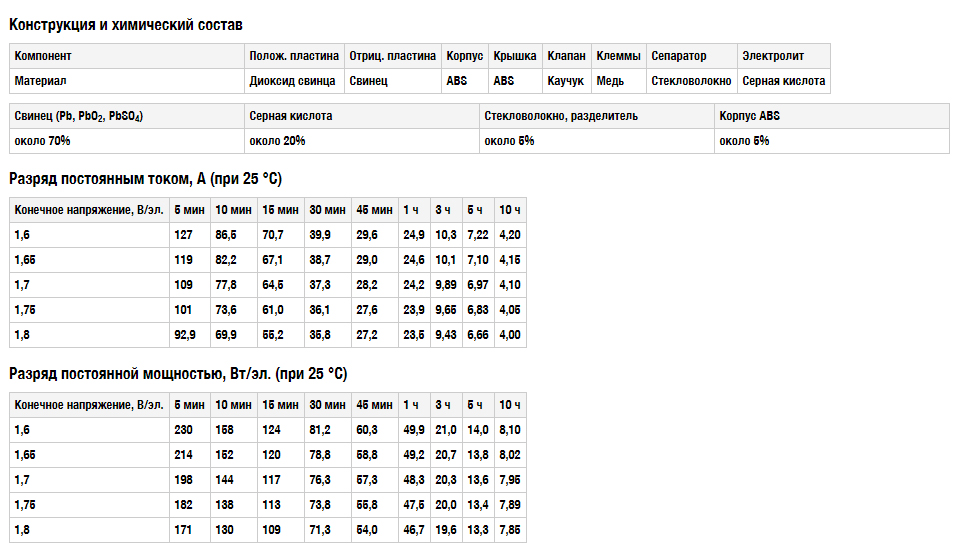 Конструкция и химический состав
Компонент Полож. пластина Отриц. пластина Корпус Крышка Клапан Клеммы Сепаратор Электролит
Материал Диоксид свинца Свинец ABS ABS Каучук Медь Стекловолокно Серная кислота
Свинец (Pb, PbO2, PbSO4) Серная кислота Стекловолокно, разделитель Корпус ABS
около 70% около 20% около 5% около 5%
Разряд постоянным током, А (при 25 °C)
Конечное напряжение, В/эл. 5 мин 10 мин 15 мин 30 мин 45 мин 1 ч 3 ч 5 ч 10 ч
1,6 127 86,5 70,7 39,9 29,6 24,9 10,3 7,22 4,20
1,65 119 82,2 67,1 38,7 29,0 24,6 10,1 7,10 4,15
1,7 109 77,8 64,5 37,3 28,2 24,2 9,89 6,97 4,10
1,75 101 73,6 61,0 36,1 27,6 23,9 9,65 6,83 4,05
1,8 92,9 69,9 55,2 35,8 27,2 23,5 9,43 6,66 4,00
Разряд постоянной мощностью, Вт/эл. (при 25 °C)
Конечное напряжение, В/эл. 5 мин 10 мин 15 мин 30 мин 45 мин 1 ч 3 ч 5 ч 10 ч
1,6 230 158 124 81,2 60,3 49,9 21,0 14,0 8,10
1,65 214 152 120 78,8 58,8 49,2 20,7 13,8 8,02
1,7 198 144 117 76,3 57,3 48,3 20,3 13,6 7,95
1,75 182 138 113 73,8 55,8 47,5 20,0 13,4 7,89
1,8 171 130 109 71,3 54,0 46,7 19,6 13,3 7,85